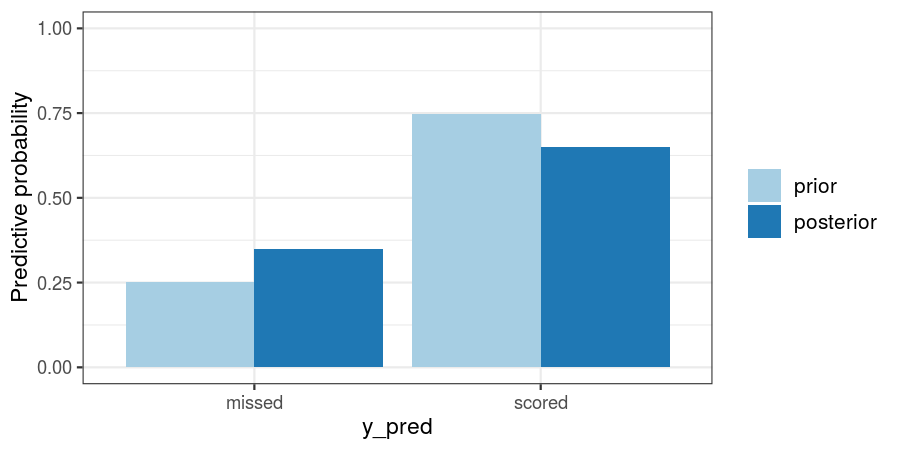 1.00
0.75
0.50
0.25
0.00
Predictive probability
missed
scored
y_pred
prior
posterior